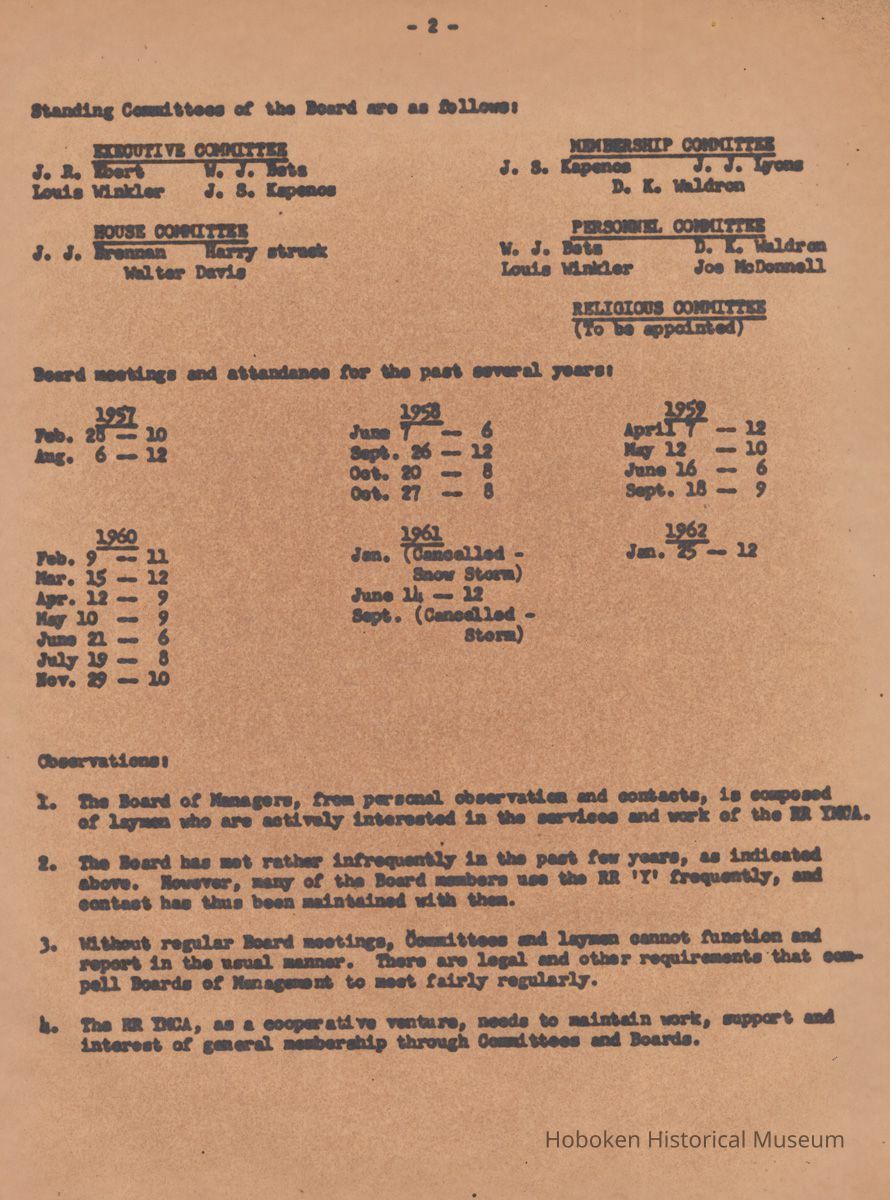 - 2 -
Standing Committees of the Board are as follows:
EXECUTIVE COMMITTEE
J. R. Ebert W. J. Bets
Louis Winkler J. S. Kapenos
MEMBERSHIP COMMITTEE
J. S. Kapenos J. J. Lyons
D. K. Waldron
HOUSE COMMITTEE
J. J. Brennan Harry struck
Walter Davis
PERSONNEL COMMITTEE
W. J. Bets D. K. Waldron
Louis Winkler Joe McDonnell
RELIGIOUS COMMITTEE
(To be appointed)
Board meetings and attendance for the past several years:
1957
Feb. 28 -- 10
Aug. 6 -- 12
1958
June 7 -- 6
Sept. 26 -- 12
Oct. 20 -- 8
Oct. 27 -- 8
1959
April 7 -- 12
May 12 -- 10
June 16 -- 6
Sept. 18 -- 9
1960
Feb. 9 -- 11
Mar. 15 -- 12
Apr. 12 -- 9
May 10 -- 9
June 21 -- 6
July 19 -- 8
Nov. 29 -- 10
1961
Jan. (Cancelled -
Snow Storm)
June 14 -- 12
Sept. (Cancelled -
Storm)
1962
Jan. 25 -- 12
Observations:
1. The Board of Managers, from personal observation and contacts, is composed
of laymen who are actively interested in the services and work of the RR YMCA.
2. The Board has met rather infrequently in the past few years, as indicated
above. However, many of the Board members use the RR 'Y' frequently, and
contact has thus been maintained with them.
3. Without regular Board meetings, Committees and laymen cannot function and
report in the usual manner. There are legal and other requirements that com-
pell Boards of Management to meet fairly regularly.
4. The RR YMCA, as a cooperative venture, needs to maintain work, support and
interest of general membership through Committees and Boards.
Hoboken Historical Museum